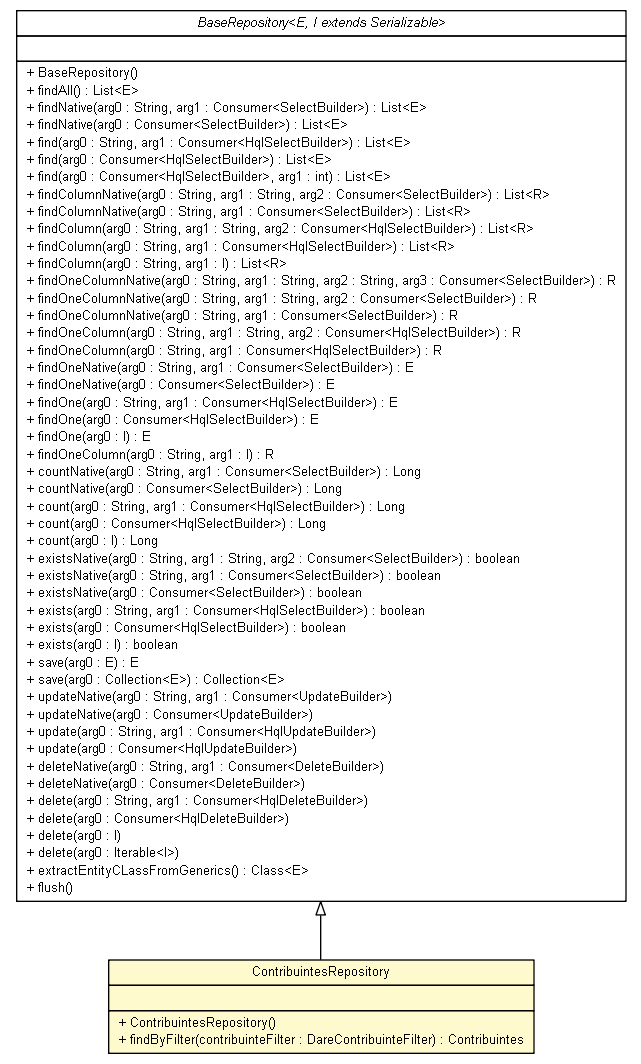 BaseRepository<E, I extends Serializable>
+ BaseRepository()
+ findAll() : List<E>
+ findNative(arg0 : String, arg1 : Consumer<SelectBuilder>) : List<E>
+ findNative(arg0 : Consumer<SelectBuilder>) : List<E>
+ find(arg0 : String, arg1 : Consumer<HqlSelectBuilder>) : List<E>
+ find(arg0 : Consumer<HqlSelectBuilder>) : List<E>
+ find(arg0 : Consumer<HqlSelectBuilder>, arg1 : int) : List<E>
+ findColumnNative(arg0 : String, arg1 : String, arg2 : Consumer<SelectBuilder>) : List<R>
+ findColumnNative(arg0 : String, arg1 : Consumer<SelectBuilder>) : List<R>
+ findColumn(arg0 : String, arg1 : String, arg2 : Consumer<HqlSelectBuilder>) : List<R>
+ findColumn(arg0 : String, arg1 : Consumer<HqlSelectBuilder>) : List<R>
+ findColumn(arg0 : String, arg1 : I) : List<R>
+ findOneColumnNative(arg0 : String, arg1 : String, arg2 : String, arg3 : Consumer<SelectBuilder>) : R
+ findOneColumnNative(arg0 : String, arg1 : String, arg2 : Consumer<SelectBuilder>) : R
+ findOneColumnNative(arg0 : String, arg1 : Consumer<SelectBuilder>) : R
+ findOneColumn(arg0 : String, arg1 : String, arg2 : Consumer<HqlSelectBuilder>) : R
+ findOneColumn(arg0 : String, arg1 : Consumer<HqlSelectBuilder>) : R
+ findOneNative(arg0 : String, arg1 : Consumer<SelectBuilder>) : E
+ findOneNative(arg0 : Consumer<SelectBuilder>) : E
+ findOne(arg0 : String, arg1 : Consumer<HqlSelectBuilder>) : E
+ findOne(arg0 : Consumer<HqlSelectBuilder>) : E
+ findOne(arg0 : I) : E
+ findOneColumn(arg0 : String, arg1 : I) : R
+ countNative(arg0 : String, arg1 : Consumer<SelectBuilder>) : Long
+ countNative(arg0 : Consumer<SelectBuilder>) : Long
+ count(arg0 : String, arg1 : Consumer<HqlSelectBuilder>) : Long
+ count(arg0 : Consumer<HqlSelectBuilder>) : Long
+ count(arg0 : I) : Long
+ existsNative(arg0 : String, arg1 : String, arg2 : Consumer<SelectBuilder>) : boolean
+ existsNative(arg0 : String, arg1 : Consumer<SelectBuilder>) : boolean
+ existsNative(arg0 : Consumer<SelectBuilder>) : boolean
+ exists(arg0 : String, arg1 : Consumer<HqlSelectBuilder>) : boolean
+ exists(arg0 : Consumer<HqlSelectBuilder>) : boolean
+ exists(arg0 : I) : boolean
+ save(arg0 : E) : E
+ save(arg0 : Collection<E>) : Collection<E>
+ updateNative(arg0 : String, arg1 : Consumer<UpdateBuilder>)
+ updateNative(arg0 : Consumer<UpdateBuilder>)
+ update(arg0 : String, arg1 : Consumer<HqlUpdateBuilder>)
+ update(arg0 : Consumer<HqlUpdateBuilder>)
+ deleteNative(arg0 : String, arg1 : Consumer<DeleteBuilder>)
+ deleteNative(arg0 : Consumer<DeleteBuilder>)
+ delete(arg0 : String, arg1 : Consumer<HqlDeleteBuilder>)
+ delete(arg0 : Consumer<HqlDeleteBuilder>)
+ delete(arg0 : I)
+ delete(arg0 : Iterable<I>)
+ extractEntityCLassFromGenerics() : Class<E>
+ flush()
ContribuintesRepository
+ ContribuintesRepository()
+ findByFilter(contribuinteFilter : DareContribuinteFilter) : Contribuintes